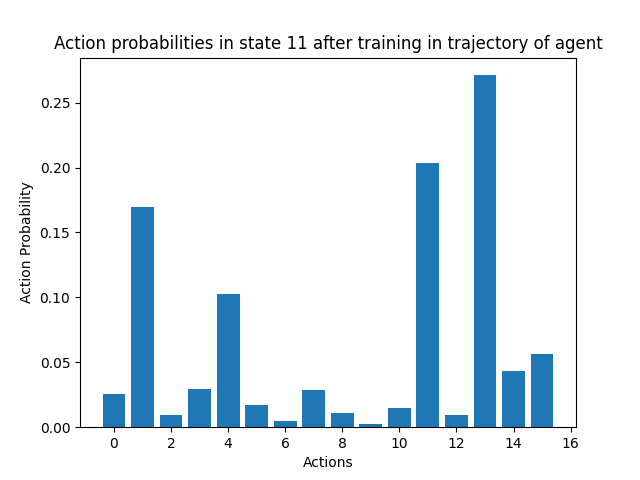 Action probabilities in state 11 after training in trajectory of agent
0.25
0.20
0.15
0.10
0.05
0.00
Action Probability
0 2 4 6 8 10 12 14 16
Actions